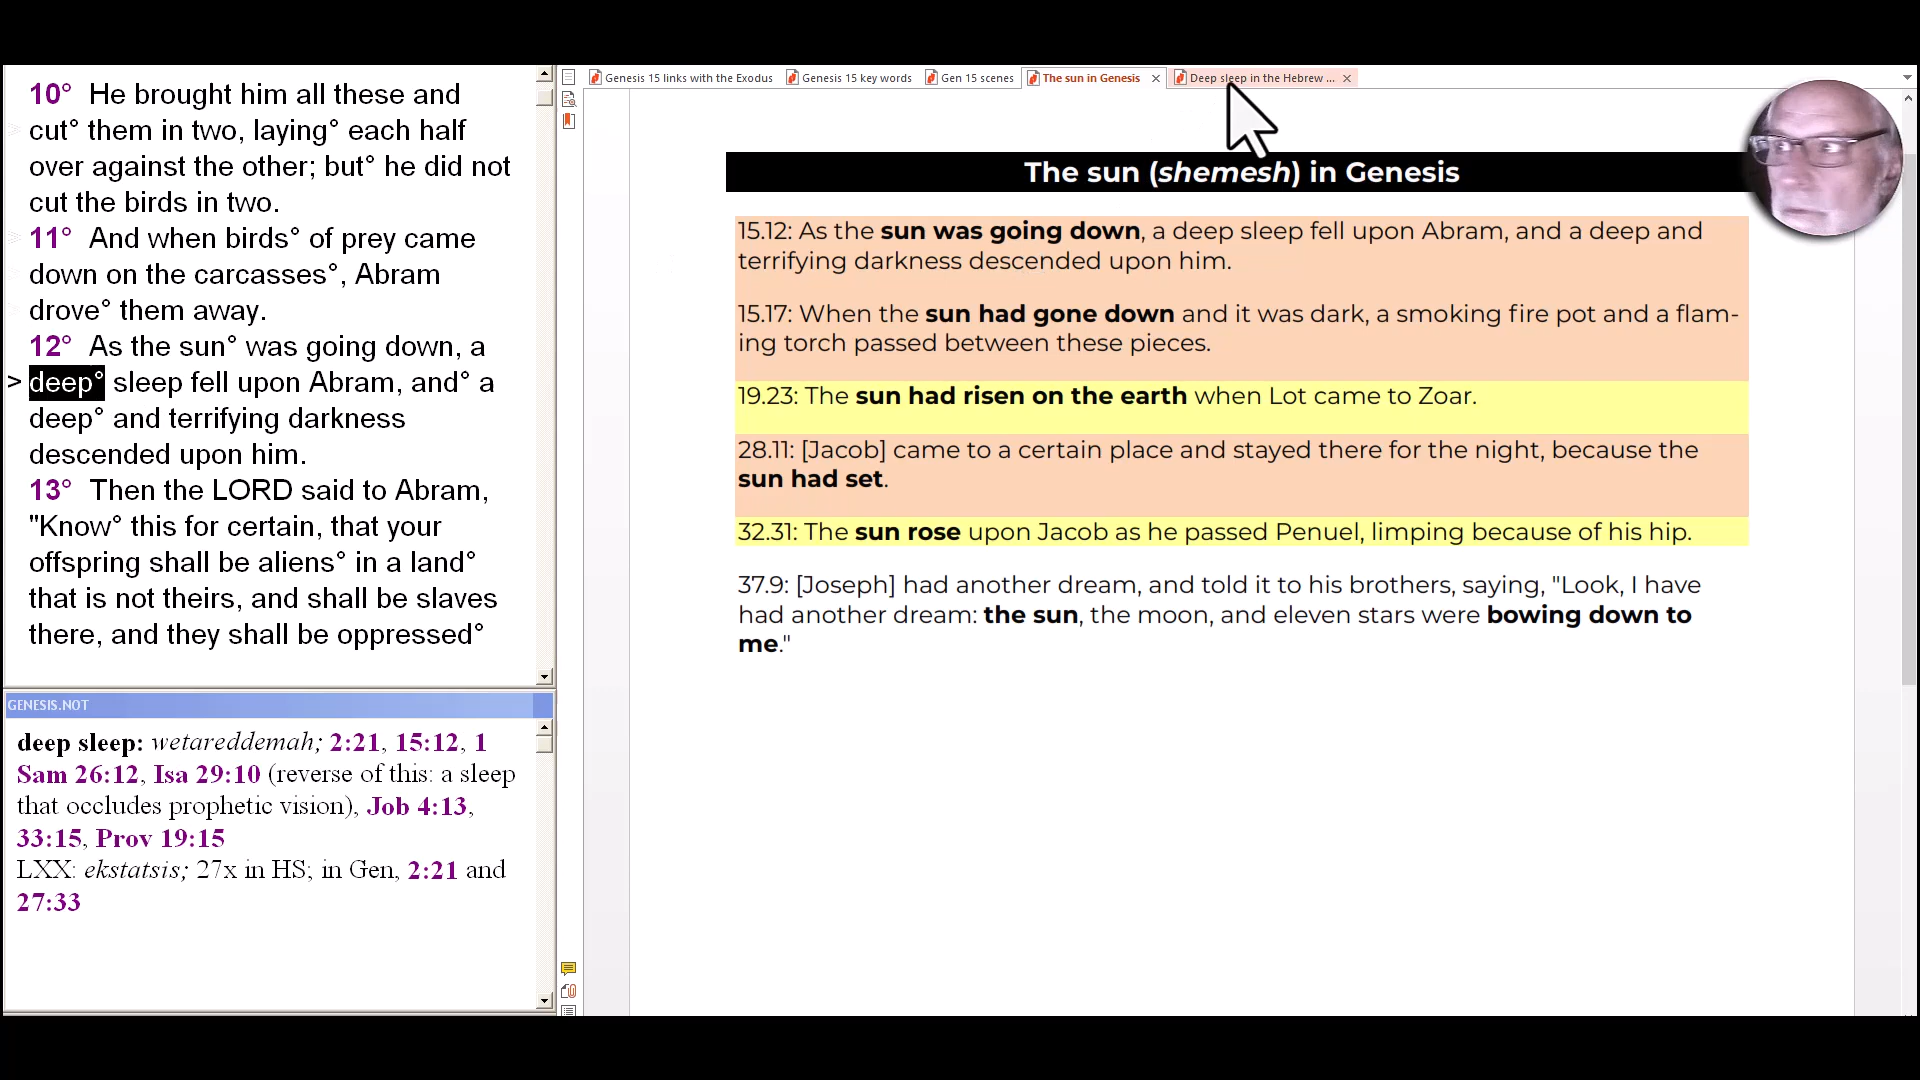 10° He brought him all these and
cut° them in two, laying° each half
over against the other; but° he did not
cut the birds in two.
11° And when birds° of prey came
down on the carcasses°, Abram
drove° them away.
12° As the sun° was going down, a
> deep° sleep fell upon Abram, and° a
deep° and terrifying darkness
descended upon him.
13° Then the LORD said to Abram,
"Know° this for certain, that your
offspring shall be aliens° in a land°
that is not theirs, and shall be slaves
there, and they shall be oppressed°
GENESIS.NOT
deep sleep: wetareddemah; 2:21, 15:12, 1
Sam 26:12, Isa 29:10 (reverse of this: a sleep
that occludes prophetic vision), Job 4:13,
33:15, Prov 19:15
LXX: ekstatsis; 27x in HS; in Gen, 2:21 and
27:33
Genesis 15 links with the Exodus
Genesis 15 key words
Gen 15 scenes
The sun in Genesis
Deep sleep in the Hebrew ...
The sun (shemesh) in Genesis
15.12: As the sun was going down, a deep sleep fell upon Abram, and a deep and
terrifying darkness descended upon him.
15.17: When the sun had gone down and it was dark, a smoking fire pot and a flam-
ing torch passed between these pieces.
19.23: The sun had risen on the earth when Lot came to Zoar.
28.11: [Jacob] came to a certain place and stayed there for the night, because the
sun had set.
32.31: The sun rose upon Jacob as he passed Penuel, limping because of his hip.
37.9: [Joseph] had another dream, and told it to his brothers, saying, "Look, I have
had another dream: the sun, the moon, and eleven stars were bowing down to
me."